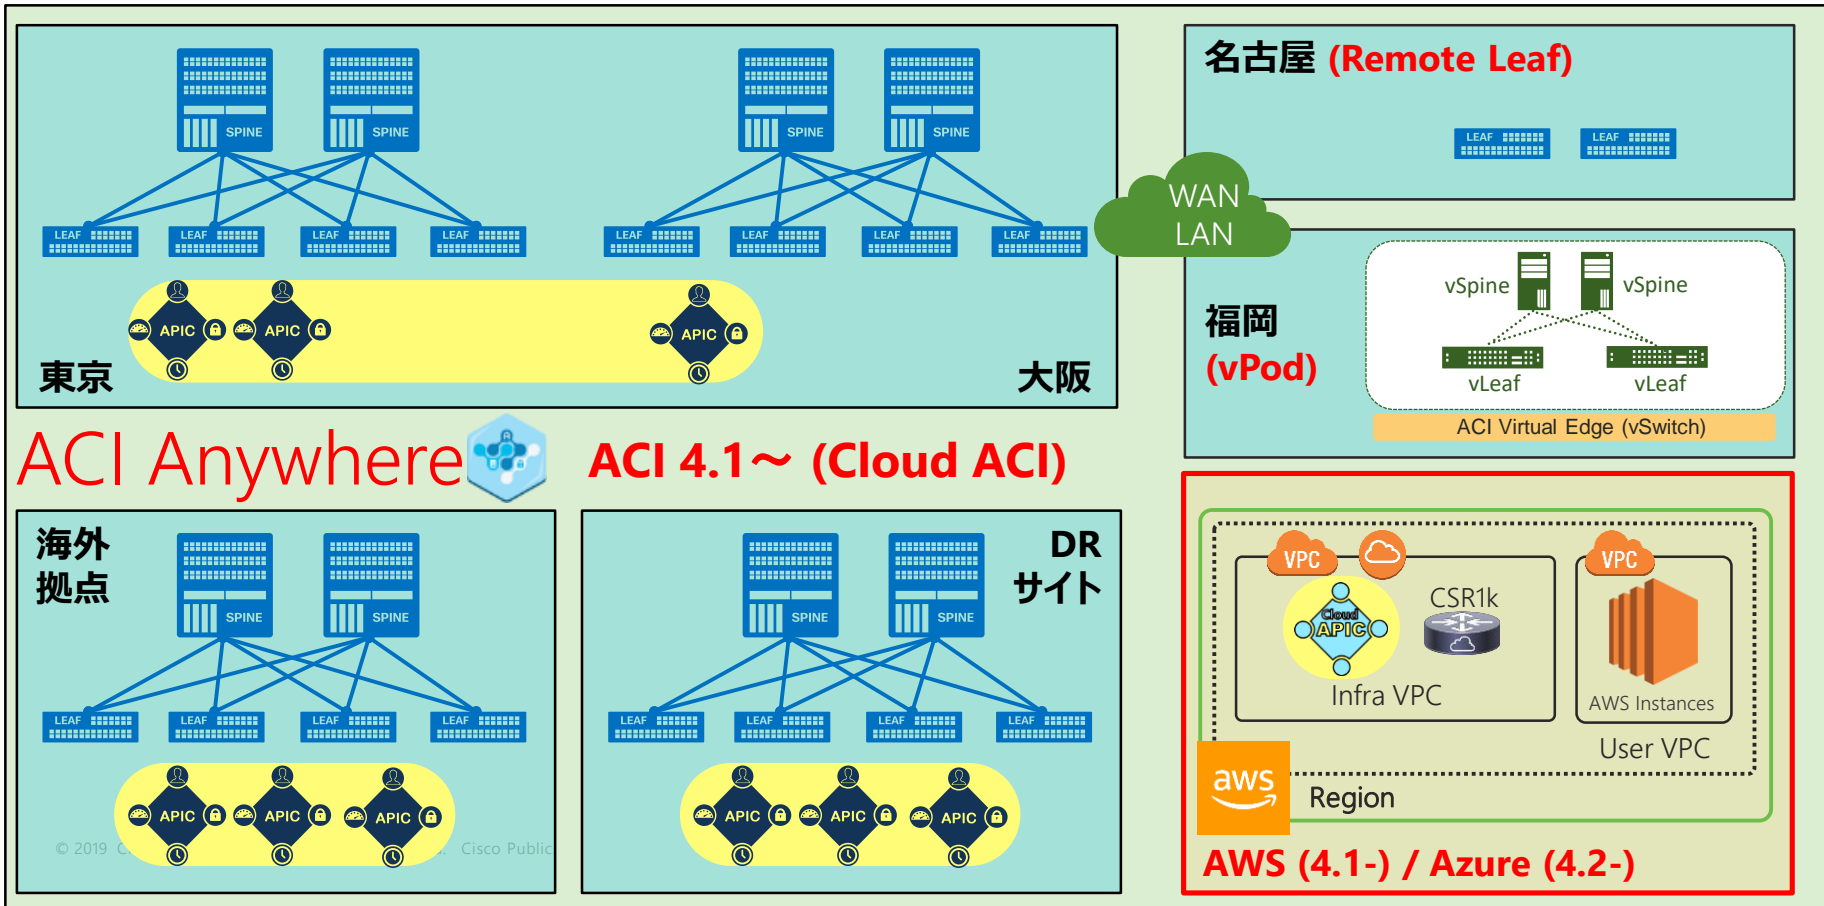 SPINE
SPINE
SPINE
SPINE
LEAF
LEAF
LEAF
LEAF
LEAF
LEAF
LEAF
LEAF
APIC
APIC
APIC
東京
大阪
WAN
LAN
名古屋 (Remote Leaf)
LEAF
LEAF
福岡
(vPod)
vSpine
vSpine
vLeaf
vLeaf
ACI Virtual Edge (vSwitch)
ACI Anywhere
ACI 4.1～ (Cloud ACI)
海外
拠点
SPINE
SPINE
LEAF
LEAF
LEAF
LEAF
APIC
APIC
APIC
© 2019
Cisco Public
DR
サイト
SPINE
SPINE
LEAF
LEAF
LEAF
LEAF
APIC
APIC
APIC
VPC
Cloud
APIC
CSR1k
Infra VPC
VPC
AWS Instances
User VPC
aws
Region
AWS (4.1-) / Azure (4.2-)